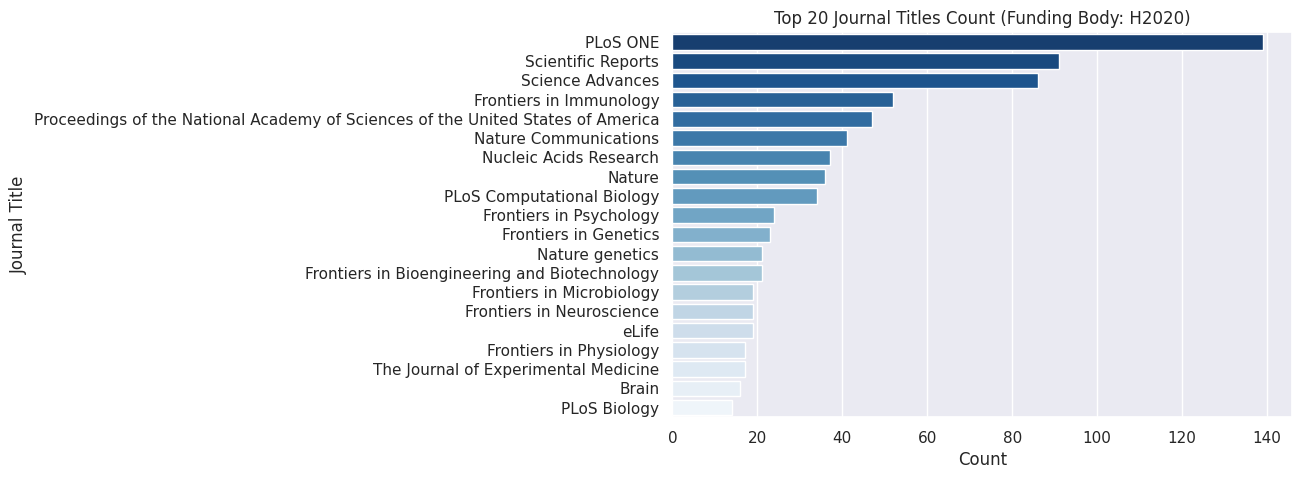 Top 20 Journal Titles Count (Funding Body: H2020)
Journal Title
PLoS ONE
Scientific Reports
Science Advances
Frontiers in Immunology
Proceedings of the National Academy of Sciences of the United States of America
Nature Communications
Nucleic Acids Research
Nature
PLoS Computational Biology
Frontiers in Psychology
Frontiers in Genetics
Nature genetics
Frontiers in Bioengineering and Biotechnology
Frontiers in Microbiology
Frontiers in Neuroscience
eLife
Frontiers in Physiology
The Journal of Experimental Medicine
Brain
PLoS Biology
0 20 40 60 80 100 120 140
Count